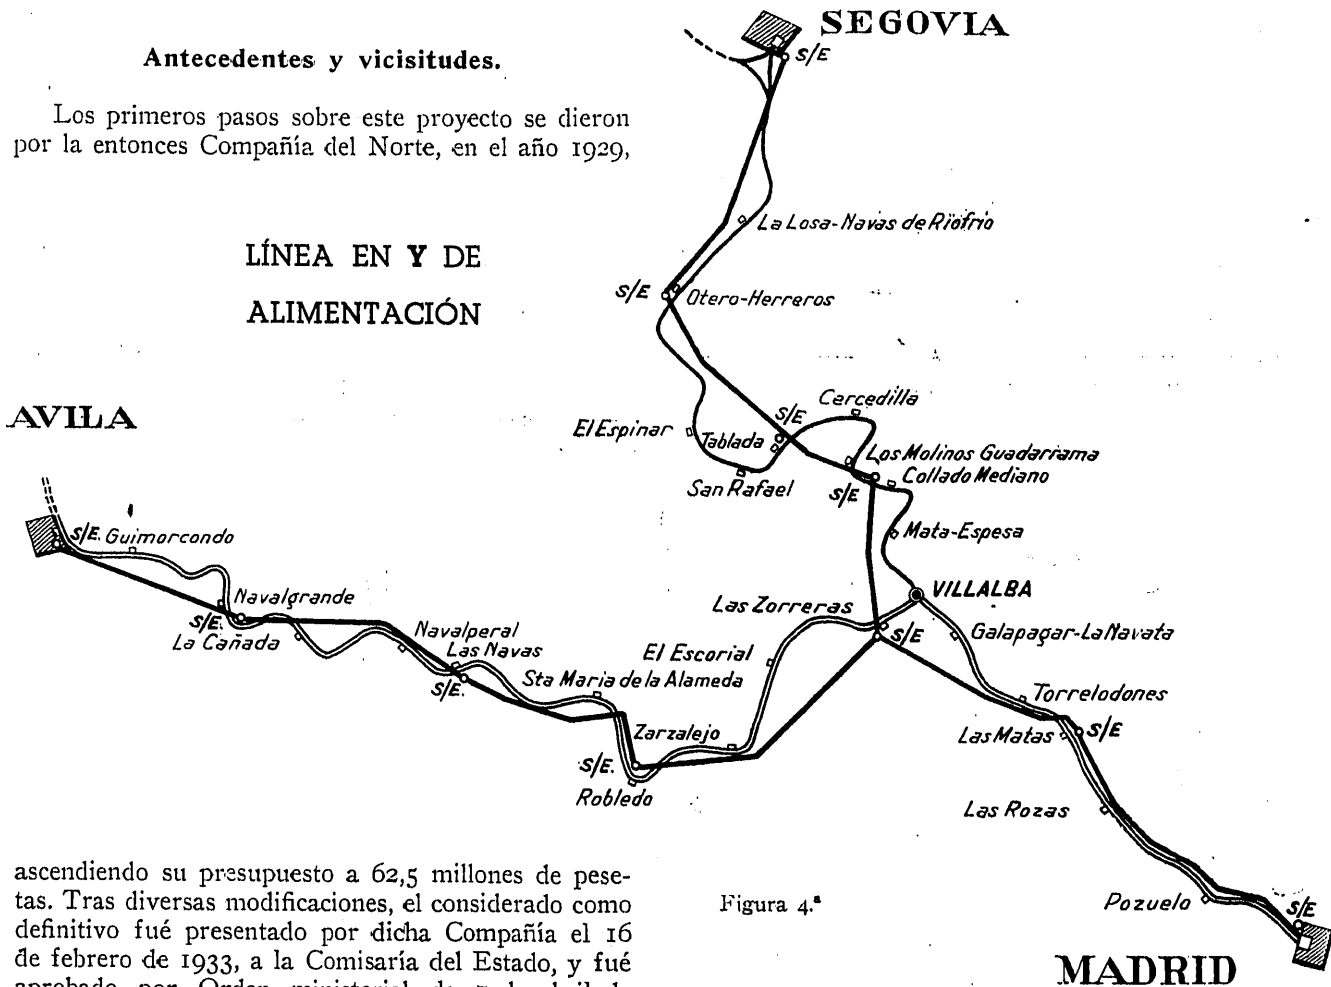 Antecedentes y vicisitudes.
Los primeros pasos sobre este proyecto se dieron
por la entonces Compañía del Norte, en el año 1929,
LÍNEA EN Y DE
ALIMENTACIÓN
SEGOVIA
S/E
La Losa-Navas de Riofrio
S/E
Otero-Herreros
Cercedilla
S/E
El Espinar
Tablada
Los Molinos Guadarrama
San Rafael
S/E
Collado Mediano
Mata-Espesa
AVILA
S/E. Guimorcondo
Navalgrande
S/E.
La Cañada
Navalperal
Las Navas
S/E.
Sta Maria de la Alameda
Zarzalejo
S/E.
Robledo
El Escorial
Las Zorreras
VILLALBA
S/E
Galapagar-La Navata
Torrelodones
Las Matas
S/E
Las Rozas
Pozuelo
S/E
MADRID
Figura 4.ª
ascendiendo su presupuesto a 62,5 millones de pese-
tas. Tras diversas modificaciones, el considerado como
definitivo fué presentado por dicha Compañía el 16
de febrero de 1933, a la Comisaría del Estado, y fué